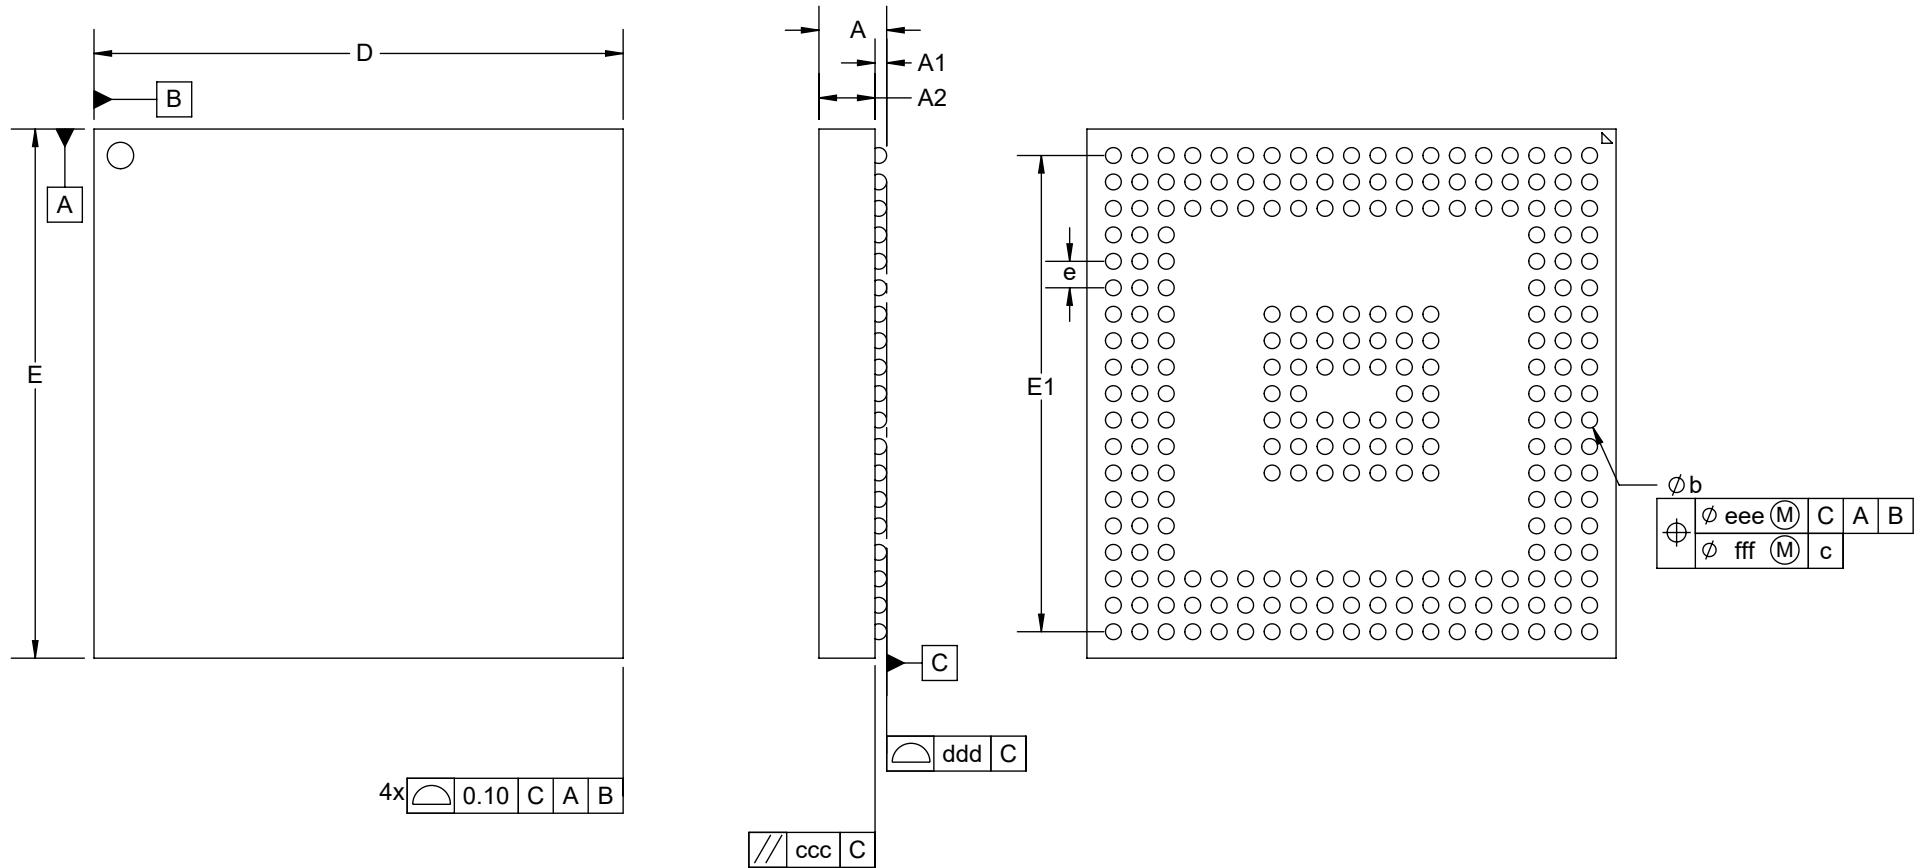 D
B
A
E
4x 0.10 C A B
A
A1
A2
C
ddd C
// ccc C
e
E1
⌀b
⌖ ⌀ eee Ⓜ C A B
⌀ fff Ⓜ c